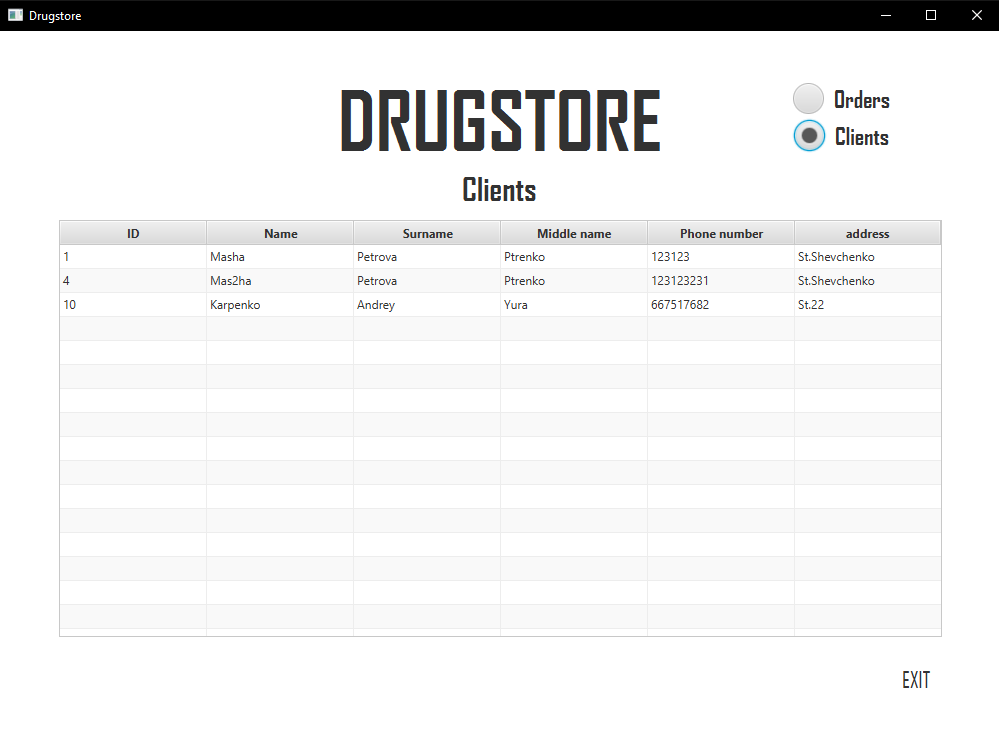 Drugstore
DRUGSTORE
Orders
Clients
Clients
ID Name Surname Middle name Phone number address
1 Masha Petrova Ptrenko 123123 St.Shevchenko
4 Mas2ha Petrova Ptrenko 123123231 St.Shevchenko
10 Karpenko Andrey Yura 667517682 St.22
EXIT